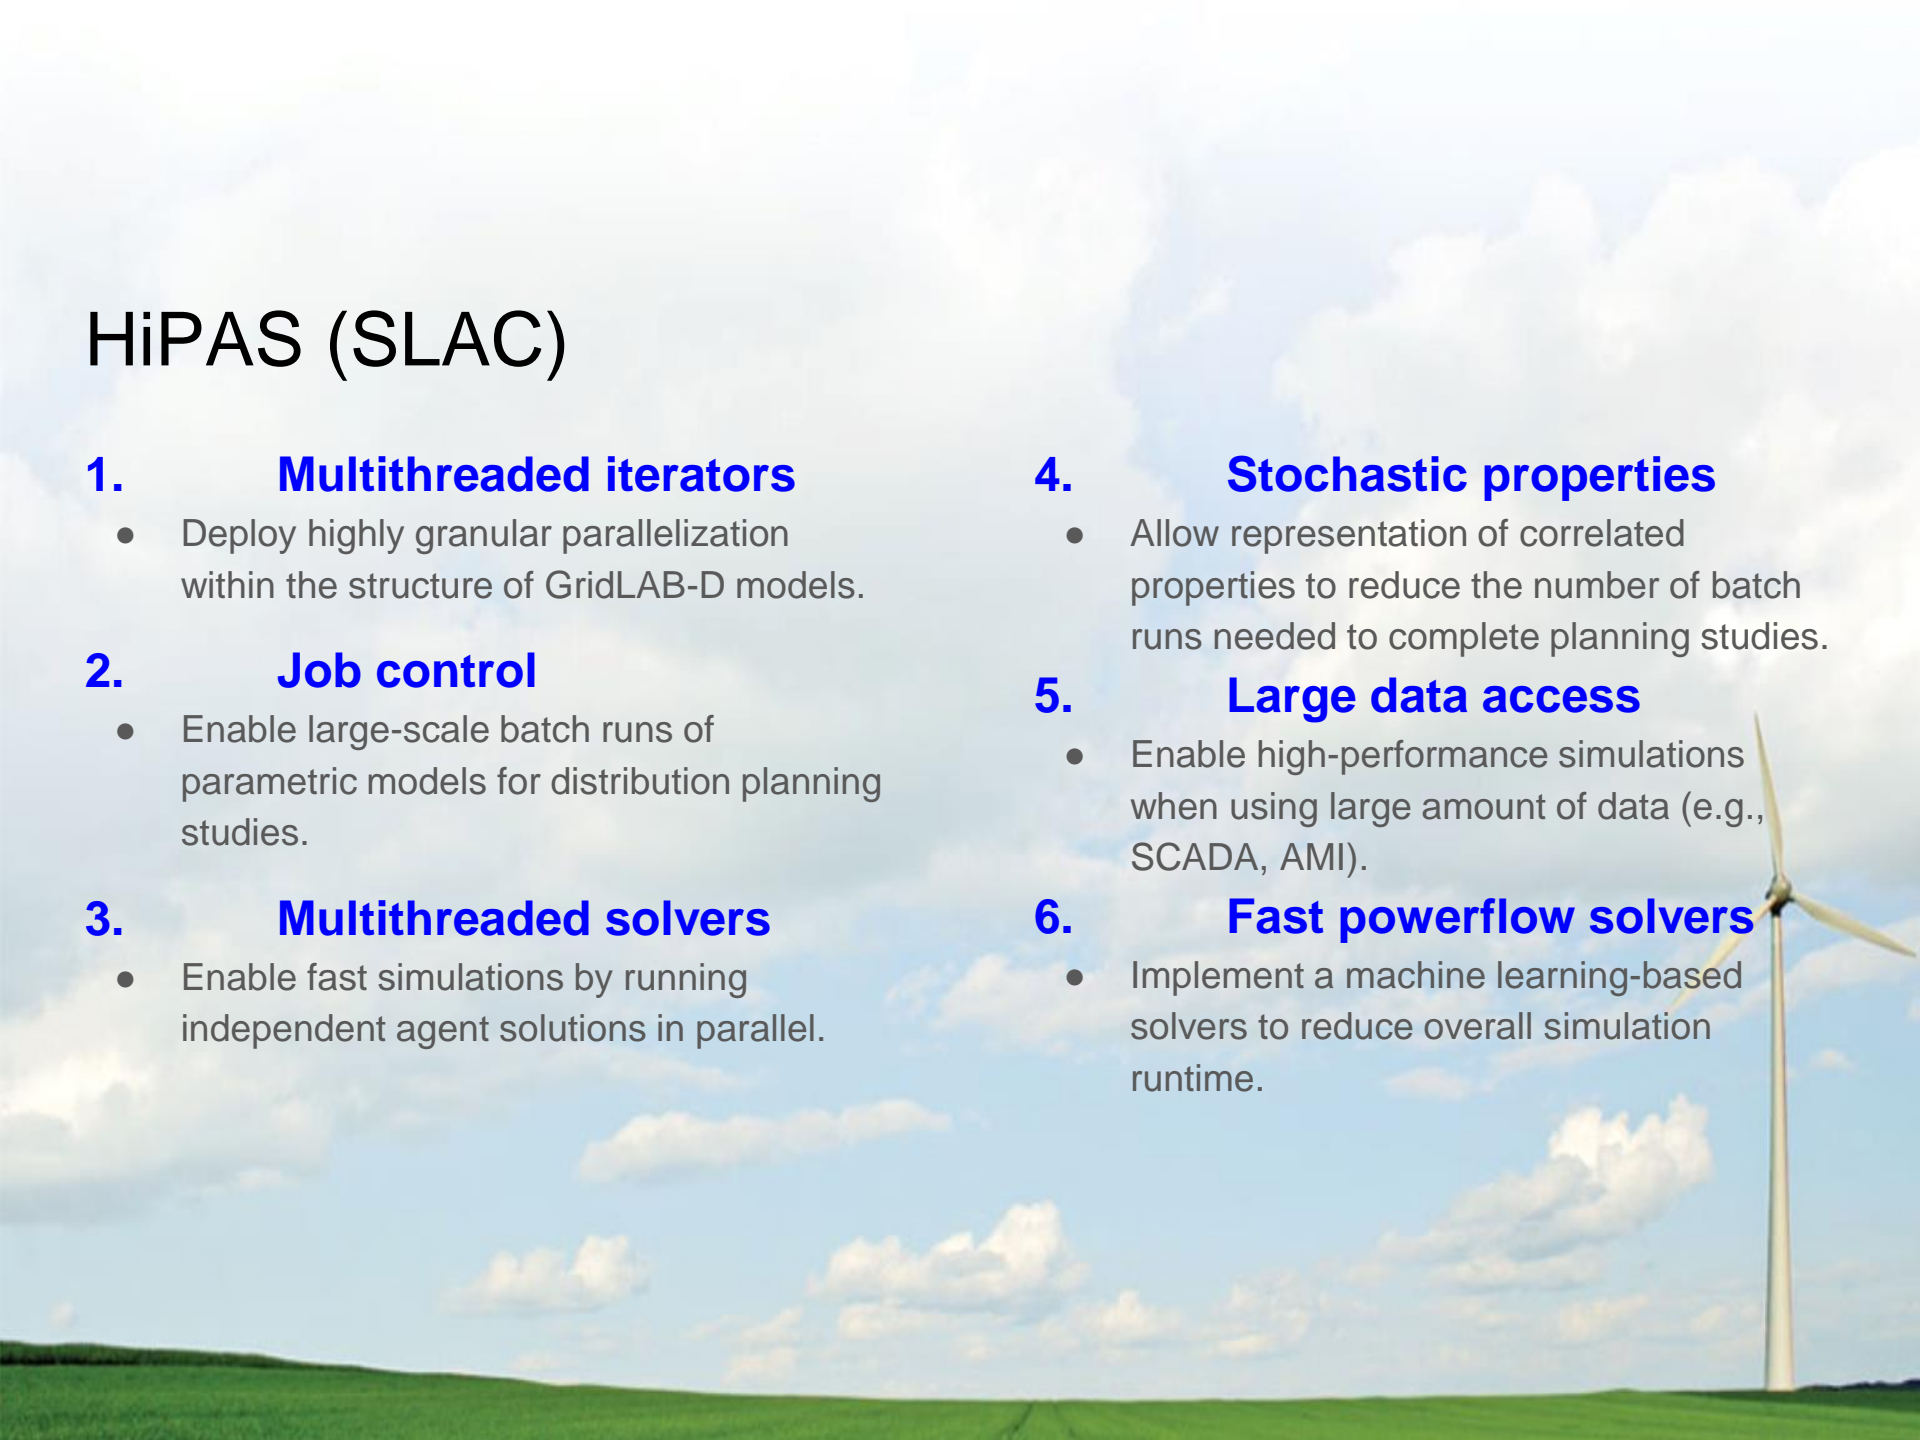 HiPAS (SLAC)
1. Multithreaded iterators
● Deploy highly granular parallelization
within the structure of GridLAB-D models.
2. Job control
● Enable large-scale batch runs of
parametric models for distribution planning
studies.
3. Multithreaded solvers
● Enable fast simulations by running
independent agent solutions in parallel.
4. Stochastic properties
● Allow representation of correlated
properties to reduce the number of batch
runs needed to complete planning studies.
5. Large data access
● Enable high-performance simulations
when using large amount of data (e.g.,
SCADA, AMI).
6. Fast powerflow solvers
● Implement a machine learning-based
solvers to reduce overall simulation
runtime.